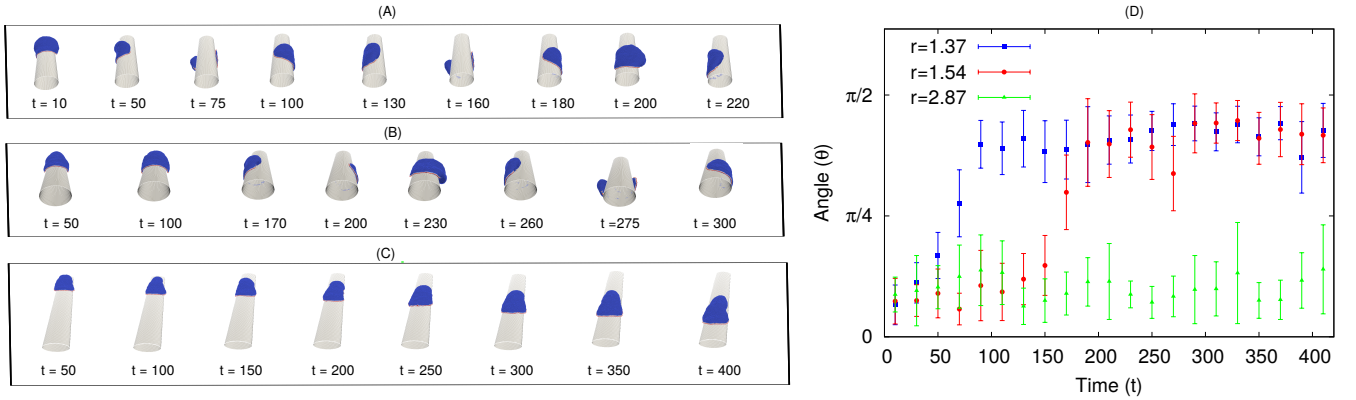 (A)
t = 10 t = 50 t = 75 t = 100 t = 130 t = 160 t = 180 t = 200 t = 220
(B)
t = 50 t = 100 t = 170 t = 200 t = 230 t = 260 t =275 t = 300
(C)
t = 50 t = 100 t = 150 t = 200 t = 250 t = 300 t = 350 t = 400
(D)
r=1.37
r=1.54
r=2.87
π/2
π/4
0
Angle (θ)
0 50 100 150 200 250 300 350 400
Time (t)